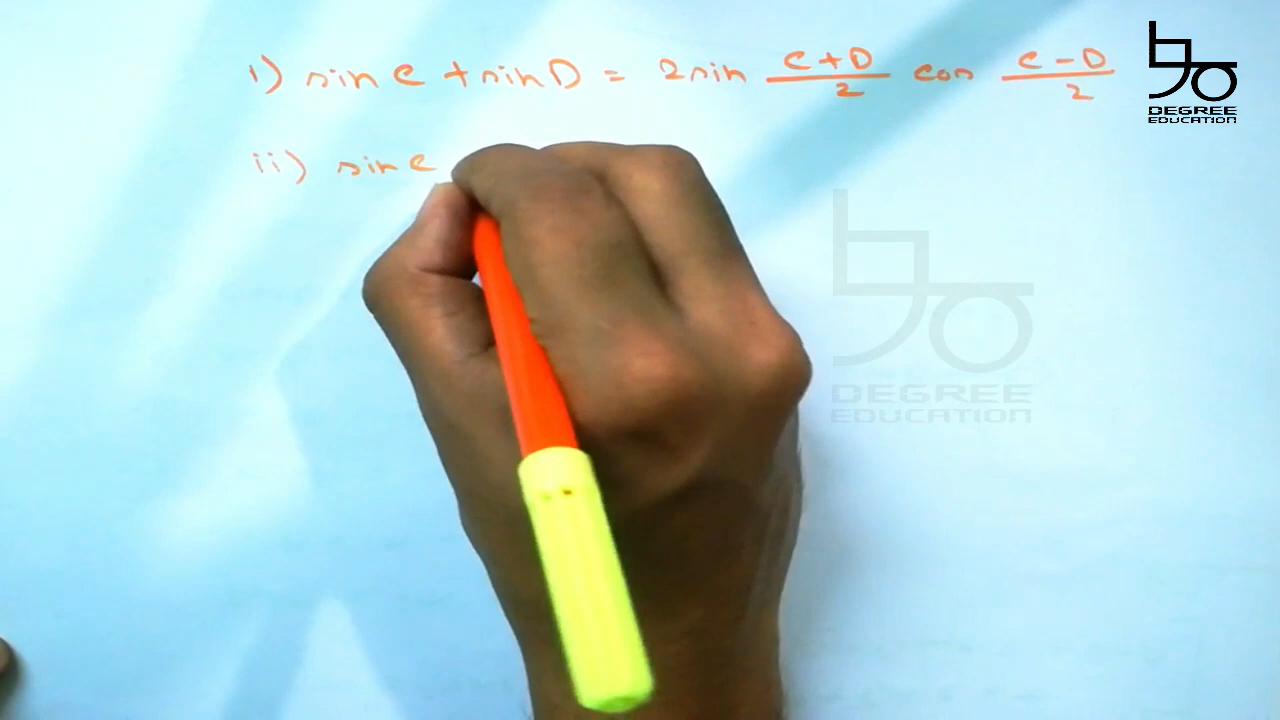 i) sin C + sin D = 2 sin (C + D)/2 cos (C - D)/2
ii) sin C
DEGREE
EDUCATION
DEGREE
EDUCATION